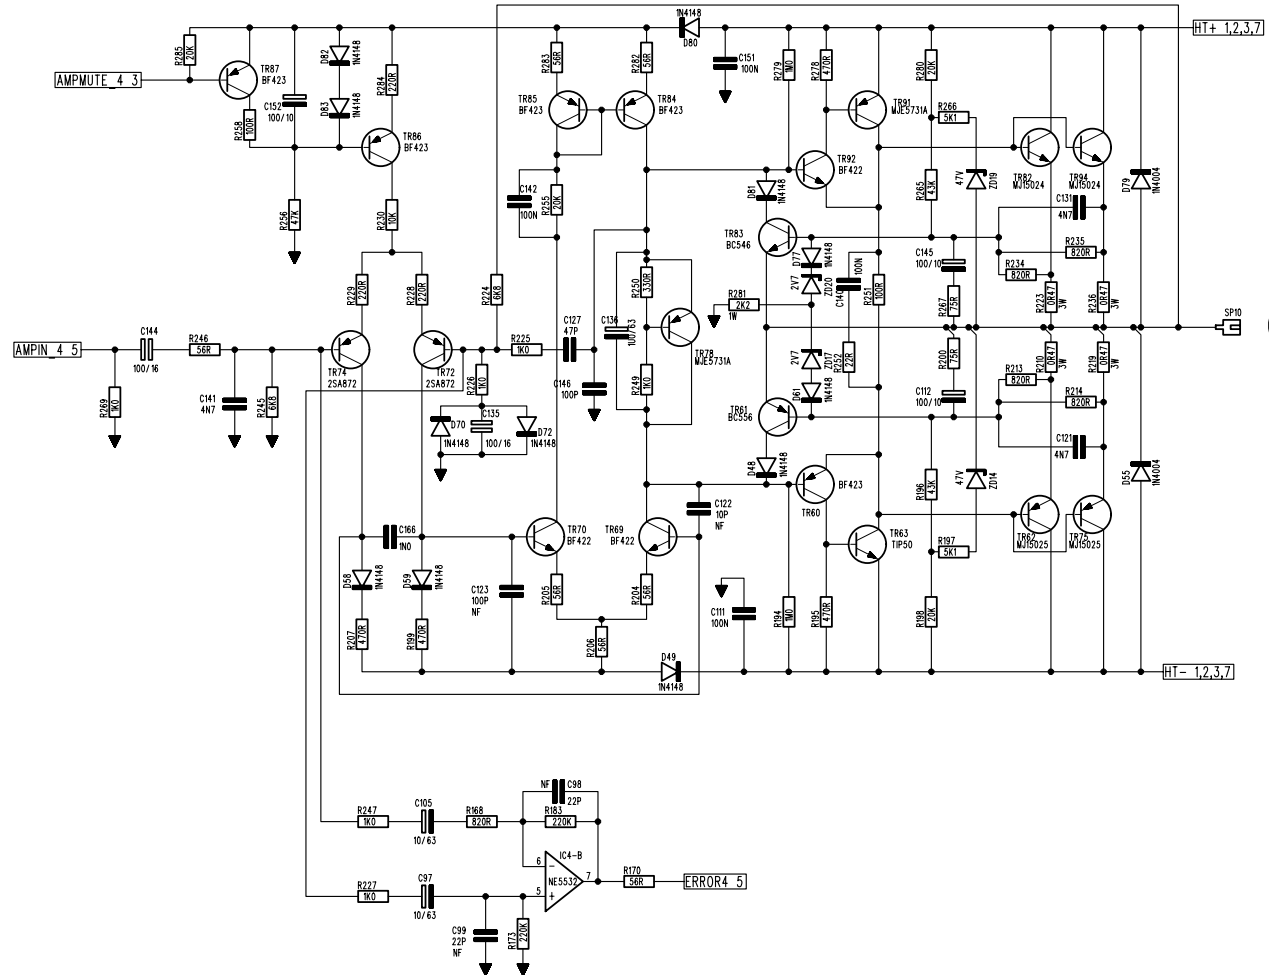 1N4148
D80
HT+ 1,2,3,7
R285
20K
AMPMUTE_4 3
TR87
BF423
R258
100R
C152
100/10
D82
1N4148
D83
1N4148
R284
220R
TR86
BF423
R256
47K
R230
10K
R283
56R
R282
56R
TR85
BF423
TR84
BF423
C151
100N
R279
1M0
R278
470R
TR91
MJE5731A
R280
20K
R266
5K1
TR92
BF422
D81
1N4148
47V
ZD19
R265
43K
TR82
MJ15024
TR94
MJ15024
D79
1N4004
C142
100N
R255
20K
TR83
BC546
C131
4N7
R235
820R
R234
820R
R229
220R
R228
220R
R224
6K8
R250
330R
D77
1N4148
2V7
ZD20
C140
100N
R251
100R
C145
100/10
R267
75R
R223
0R47
3W
R236
0R47
3W
R281
2K2
1W
SP10
AMPIN_4 5
C144
100/16
R246
56R
R269
1K0
C141
4N7
R245
6K8
TR74
2SA872
TR72
2SA872
R225
1K0
C127
47P
C136
100/63
TR78
MJE5731A
R249
1K0
C146
100P
R226
1K0
D70
1N4148
C135
100/16
D72
1N4148
2V7
ZD17
D61
1N4148
R252
22R
R200
75R
C112
100/10
R210
0R47
3W
R219
0R47
3W
R213
820R
R214
820R
TR61
BC556
D48
1N4148
C121
4N7
D55
1N4004
R196
43K
47V
ZD14
BF423
TR60
C122
10P
NF
C166
1N0
TR70
BF422
TR69
BF422
TR63
TIP50
R197
5K1
TR62
MJ15025
TR75
MJ15025
D58
1N4148
D59
1N4148
C123
100P
NF
R205
56R
R204
56R
R207
470R
R199
470R
R206
56R
C111
100N
R194
1M0
R195
470R
R198
20K
D49
1N4148
HT- 1,2,3,7
NF
C98
22P
R247
1K0
C105
10/63
R168
820R
R183
220K
IC4-B
6
NE5532
7
5
R170
56R
ERROR4 5
R227
1K0
C97
10/63
C99
22P
NF
R173
220K